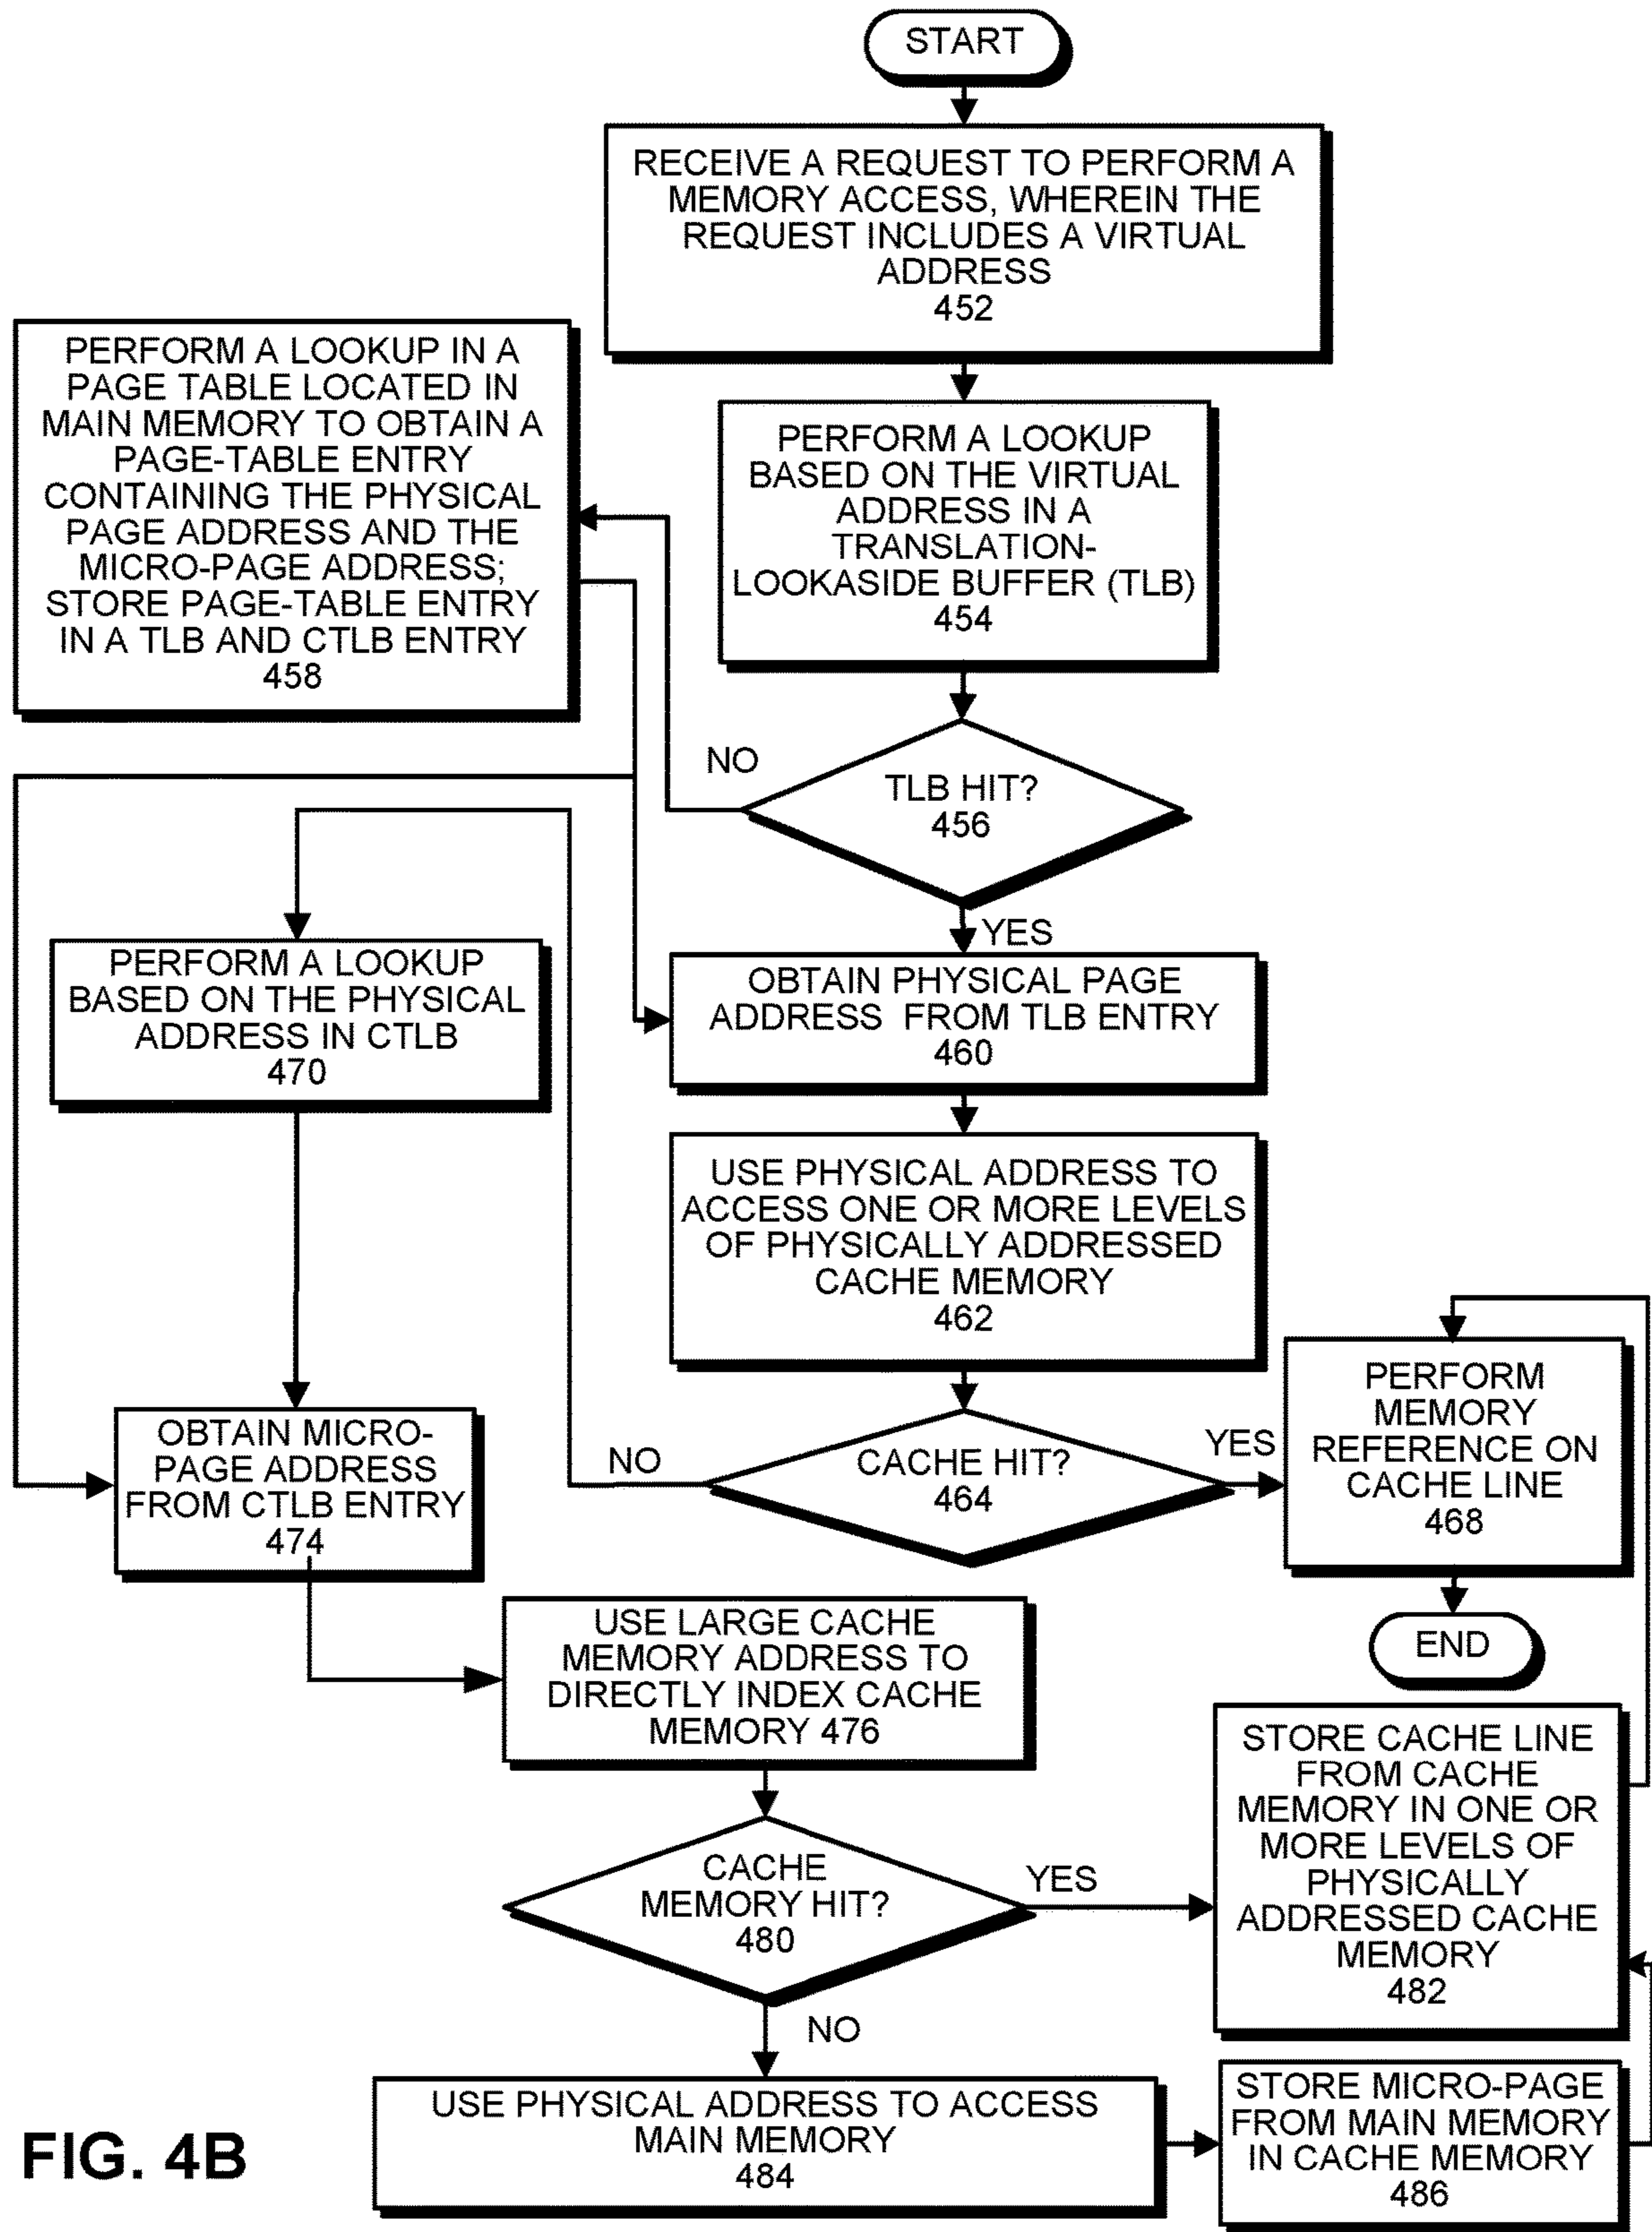 START
RECEIVE A REQUEST TO PERFORM A
MEMORY ACCESS, WHEREIN THE
REQUEST INCLUDES A VIRTUAL
ADDRESS
452
PERFORM A LOOKUP IN A
PAGE TABLE LOCATED IN
MAIN MEMORY TO OBTAIN A
PAGE-TABLE ENTRY
CONTAINING THE PHYSICAL
PAGE ADDRESS AND THE
MICRO-PAGE ADDRESS;
STORE PAGE-TABLE ENTRY
IN A TLB AND CTLB ENTRY
458
PERFORM A LOOKUP
BASED ON THE VIRTUAL
ADDRESS IN A
TRANSLATION-
LOOKASIDE BUFFER (TLB)
454
NO
TLB HIT?
456
YES
PERFORM A LOOKUP
BASED ON THE PHYSICAL
ADDRESS IN CTLB
470
OBTAIN PHYSICAL PAGE
ADDRESS FROM TLB ENTRY
460
USE PHYSICAL ADDRESS TO
ACCESS ONE OR MORE LEVELS
OF PHYSICALLY ADDRESSED
CACHE MEMORY
462
OBTAIN MICRO-
PAGE ADDRESS
FROM CTLB ENTRY
474
NO
CACHE HIT?
464
YES
PERFORM
MEMORY
REFERENCE ON
CACHE LINE
468
END
USE LARGE CACHE
MEMORY ADDRESS TO
DIRECTLY INDEX CACHE
MEMORY 476
CACHE
MEMORY HIT?
480
YES
NO
STORE CACHE LINE
FROM CACHE
MEMORY IN ONE OR
MORE LEVELS OF
PHYSICALLY
ADDRESSED CACHE
MEMORY
482
USE PHYSICAL ADDRESS TO ACCESS
MAIN MEMORY
484
STORE MICRO-PAGE
FROM MAIN MEMORY
IN CACHE MEMORY
486
FIG. 4B